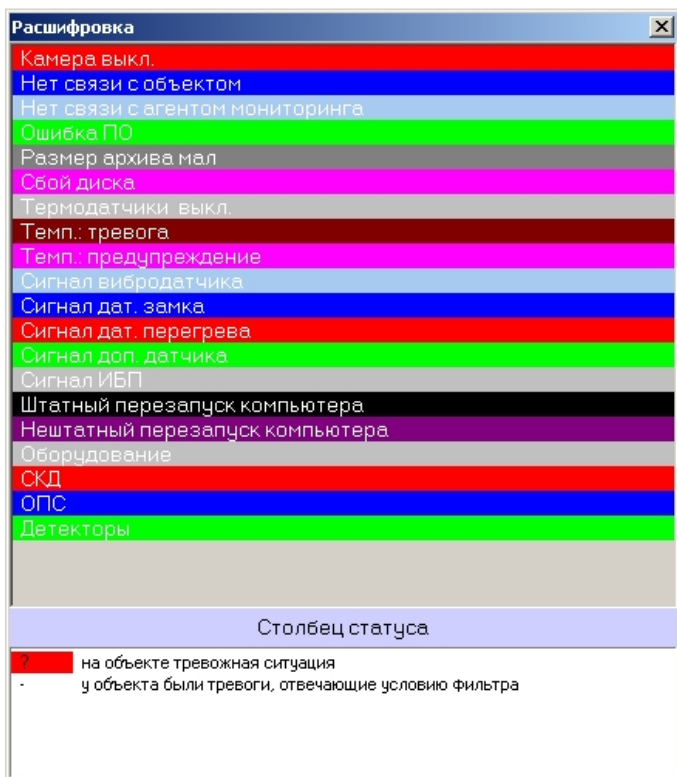 Расшифровка
Камера выкл.
Нет связи с объектом
Нет связи с агентом мониторинга
Ошибка ПО
Размер архива мал
Сбой диска
Термодатчики выкл.
Темп.: тревога
Темп.: предупреждение
Сигнал вибродатчика
Сигнал дат. замка
Сигнал дат. перегрева
Сигнал доп. датчика
Сигнал ИБП
Штатный перезапуск компьютера
Нештатный перезапуск компьютера
Оборудование
СКД
ОПС
Детекторы
Столбец статуса
? на объекте тревожная ситуация
- у объекта были тревоги, отвечающие условию фильтра